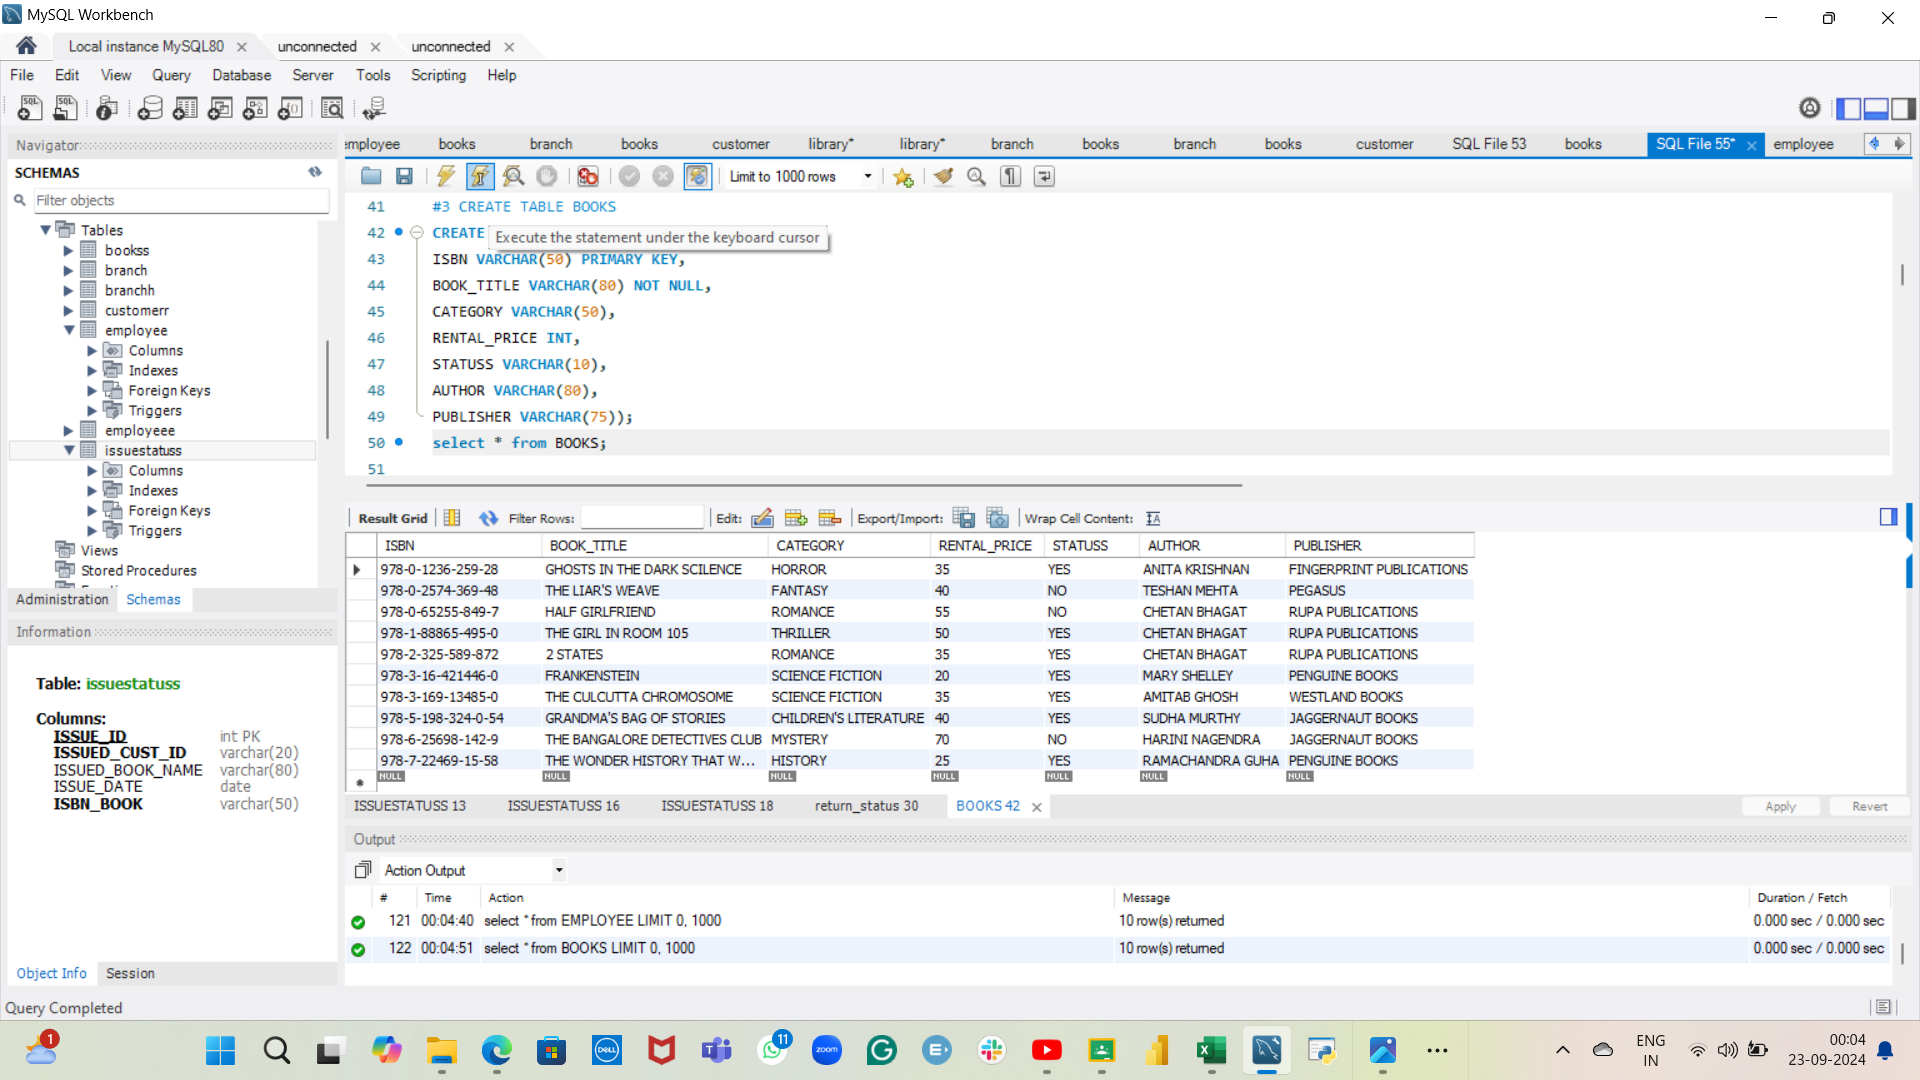 MySQL Workbench
Local instance MySQL80
unconnected
unconnected
File Edit View Query Database Server Tools Scripting Help
Navigator
SCHEMAS
Filter objects
Tables
bookss
branch
branchh
customerr
employee
Columns
Indexes
Foreign Keys
Triggers
employeee
issuestatuss
Columns
Indexes
Foreign Keys
Triggers
Views
Stored Procedures
Administration Schemas
Information
Table: issuestatuss
Columns:
ISSUE_ID int PK
ISSUED_CUST_ID varchar(20)
ISSUED_BOOK_NAME varchar(80)
ISSUE_DATE date
ISBN_BOOK varchar(50)
Object Info Session
mployee books branch books customer library* library* branch books branch books customer SQL File 53 books SQL File 55* employee
Limit to 1000 rows
41 #3 CREATE TABLE BOOKS
42 CREATE
Execute the statement under the keyboard cursor
43 ISBN VARCHAR(50) PRIMARY KEY,
44 BOOK_TITLE VARCHAR(80) NOT NULL,
45 CATEGORY VARCHAR(50),
46 RENTAL_PRICE INT,
47 STATUSS VARCHAR(10),
48 AUTHOR VARCHAR(80),
49 PUBLISHER VARCHAR(75));
50 select * from BOOKS;
51
Result Grid Filter Rows: Edit: Export/Import: Wrap Cell Content:
ISBN BOOK_TITLE CATEGORY RENTAL_PRICE STATUSS AUTHOR PUBLISHER
978-0-1236-259-28 GHOSTS IN THE DARK SCILENCE HORROR 35 YES ANITA KRISHNAN FINGERPRINT PUBLICATIONS
978-0-2574-369-48 THE LIAR'S WEAVE FANTASY 40 NO TESHAN MEHTA PEGASUS
978-0-65255-849-7 HALF GIRLFRIEND ROMANCE 55 NO CHETAN BHAGAT RUPA PUBLICATIONS
978-1-88865-495-0 THE GIRL IN ROOM 105 THRILLER 50 YES CHETAN BHAGAT RUPA PUBLICATIONS
978-2-325-589-872 2 STATES ROMANCE 35 YES CHETAN BHAGAT RUPA PUBLICATIONS
978-3-16-421446-0 FRANKENSTEIN SCIENCE FICTION 20 YES MARY SHELLEY PENGUINE BOOKS
978-3-169-13485-0 THE CULCUTTA CHROMOSOME SCIENCE FICTION 35 YES AMITAB GHOSH WESTLAND BOOKS
978-5-198-324-0-54 GRANDMA'S BAG OF STORIES CHILDREN'S LITERATURE 40 YES SUDHA MURTHY JAGGERNAUT BOOKS
978-6-25698-142-9 THE BANGALORE DETECTIVES CLUB MYSTERY 70 NO HARINI NAGENDRA JAGGERNAUT BOOKS
978-7-22469-15-58 THE WONDER HISTORY THAT W... HISTORY 25 YES RAMACHANDRA GUHA PENGUINE BOOKS
NULL NULL NULL NULL NULL NULL NULL
ISSUESTATUSS 13 ISSUESTATUSS 16 ISSUESTATUSS 18 return_status 30 BOOKS 42 Apply Revert
Output
Action Output
# Time Action Message Duration / Fetch
121 00:04:40 select * from EMPLOYEE LIMIT 0, 1000 10 row(s) returned 0.000 sec / 0.000 sec
122 00:04:51 select * from BOOKS LIMIT 0, 1000 10 row(s) returned 0.000 sec / 0.000 sec
Query Completed
1
DELL
11
zoom
ENG
IN
00:04
23-09-2024